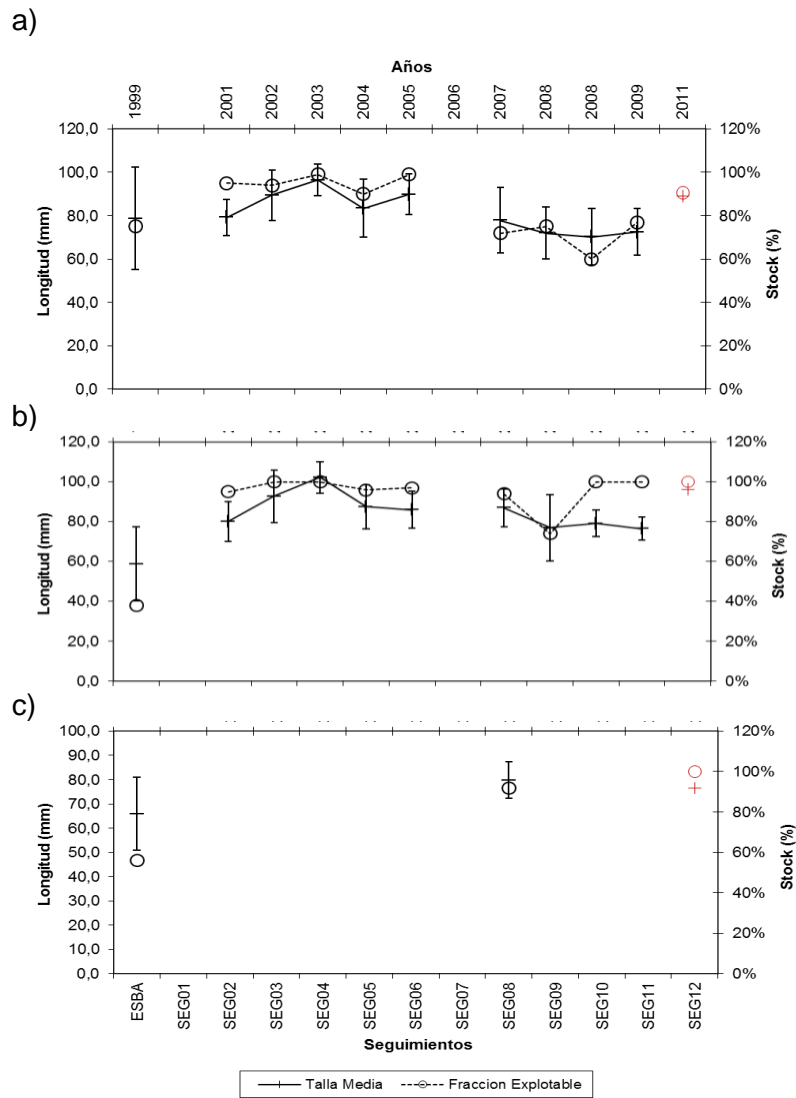 a)
Años
1999 2001 2002 2003 2004 2005 2006 2007 2008 2008 2009 2011
120,0 120%
100,0 100%
80,0 80%
60,0 60%
40,0 40%
20,0 20%
0,0 0%
Longitud (mm)
Stock (%)
b)
120,0 120%
100,0 100%
80,0 80%
60,0 60%
40,0 40%
20,0 20%
0,0 0%
Longitud (mm)
Stock (%)
c)
100,0 120%
90,0
80,0 100%
70,0 80%
60,0
50,0 60%
40,0
30,0 40%
20,0 20%
10,0
0,0 0%
Longitud (mm)
Stock (%)
ESBA SEG01 SEG02 SEG03 SEG04 SEG05 SEG06 SEG07 SEG08 SEG09 SEG10 SEG11 SEG12
Seguimientos
Talla Media Fraccion Explotable